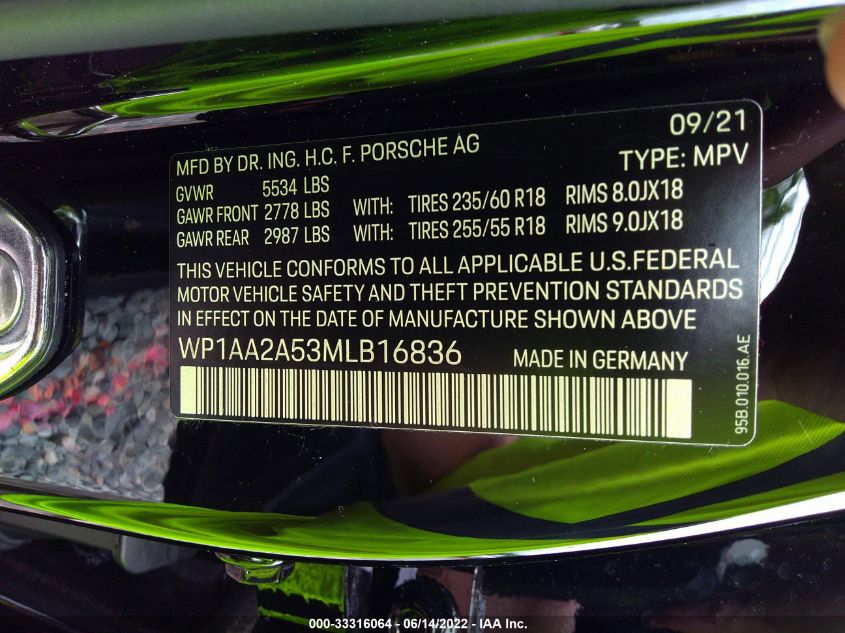 09/21
MFD BY DR. ING. H.C. F. PORSCHE AG
TYPE: MPV
GVWR 5534 LBS
GAWR FRONT 2778 LBS WITH: TIRES 235/60 R18 RIMS 8.0JX18
GAWR REAR 2987 LBS WITH: TIRES 255/55 R18 RIMS 9.0JX18
THIS VEHICLE CONFORMS TO ALL APPLICABLE U.S.FEDERAL
MOTOR VEHICLE SAFETY AND THEFT PREVENTION STANDARDS
IN EFFECT ON THE DATE OF MANUFACTURE SHOWN ABOVE
WP1AA2A53MLB16836 MADE IN GERMANY
95B.010.016.AE
000-33316064 - 06/14/2022 - IAA Inc.